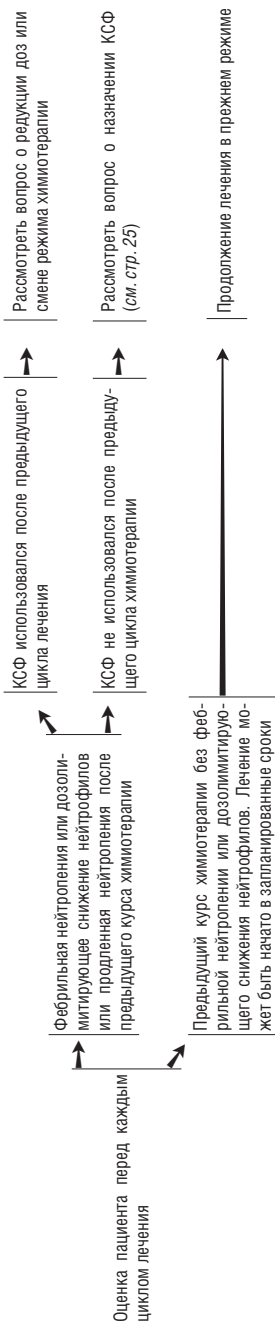 Оценка пациента перед каждым
циклом лечения
Фебрильная нейтропения или дозоли-
митирующее снижение нейтрофилов
или продленная нейтропения после
предыдущего курса химиотерапии
КСФ использовался после предыдущего
цикла лечения
Рассмотреть вопрос о редукции доз или
смене режима химиотерапии
КСФ не использовался после предыду-
щего цикла химиотерапии
Рассмотреть вопрос о назначении КСФ
(см. стр. 25)
Предыдущий курс химиотерапии без феб-
рильной нейтропении или дозолимитирую-
щего снижения нейтрофилов. Лечение мо-
жет быть начато в запланированные сроки
Продолжение лечения в прежнем режиме